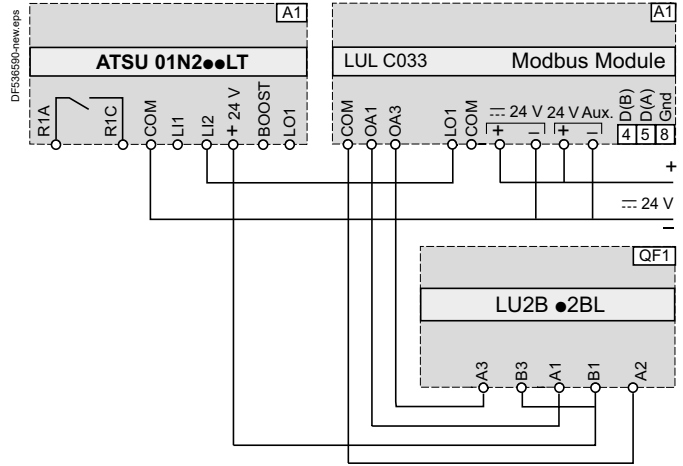 DF536590-new.eps
A1
ATSU 01N2●●LT
R1A
R1C
COM
LI1
LI2
+ 24 V
BOOST
LO1
A1
LUL C033 Modbus Module
COM
OA1
OA3
LO1
COM
⎓ 24 V 24 V Aux.
+ – + –
D(B)
D(A)
Gnd
4 5 8
+
⎓ 24 V
–
QF1
LU2B ●2BL
A3
B3
A1
B1
A2